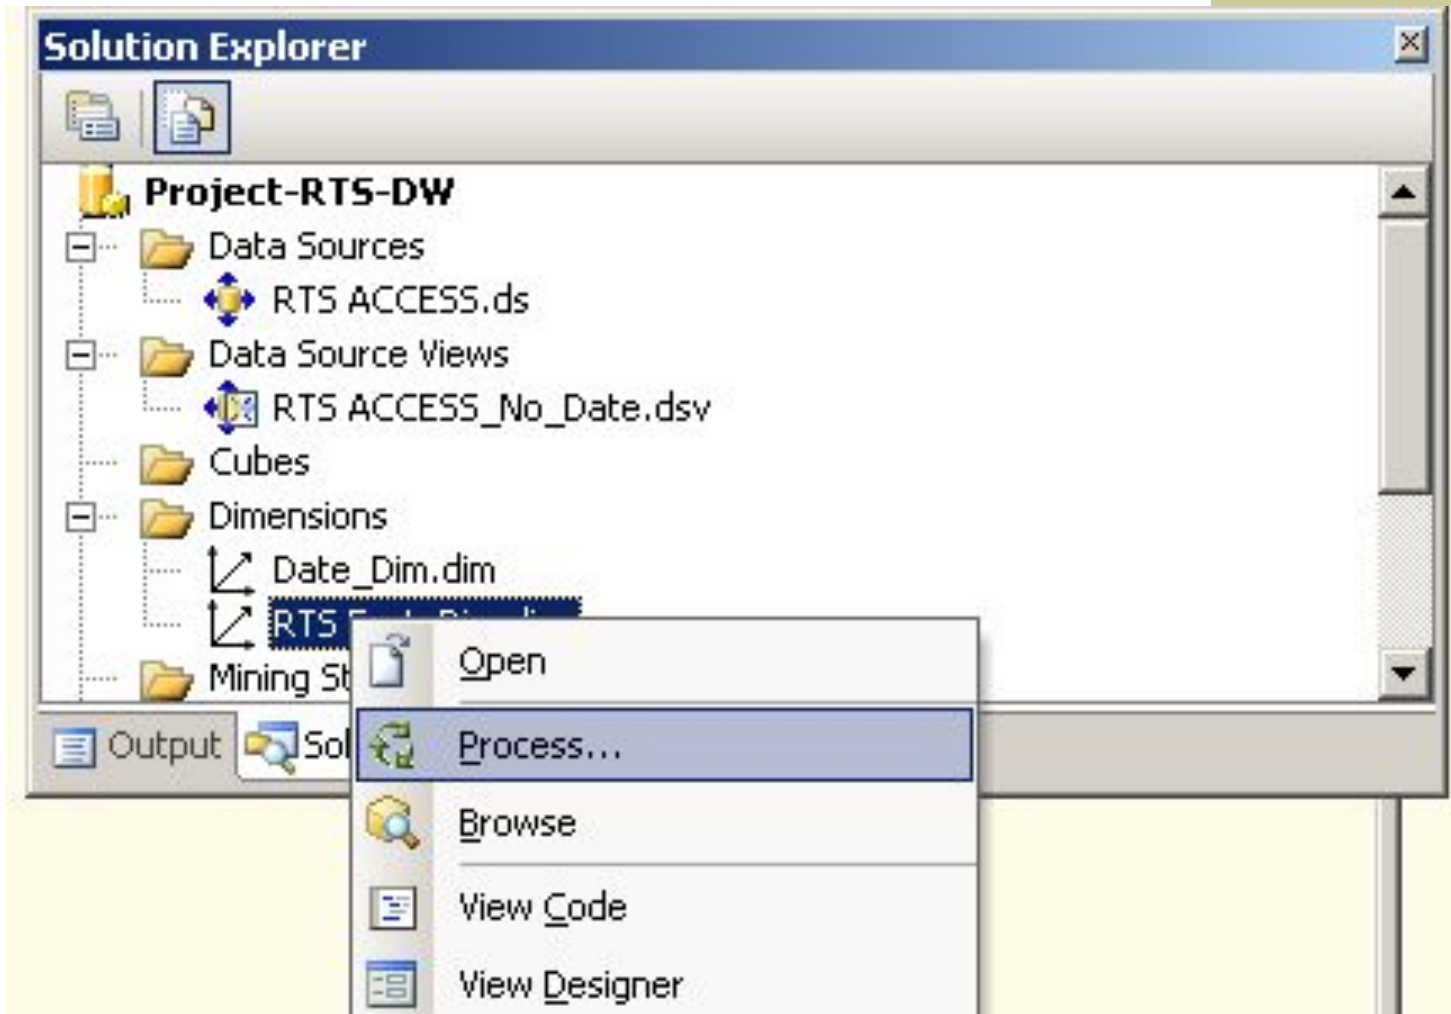 Solution Explorer
Project-RTS-DW
Data Sources
RTS ACCESS.ds
Data Source Views
RTS ACCESS_No_Date.dsv
Cubes
Dimensions
Date_Dim.dim
RTS
Mining
Output
Open
Process...
Browse
View Code
View Designer